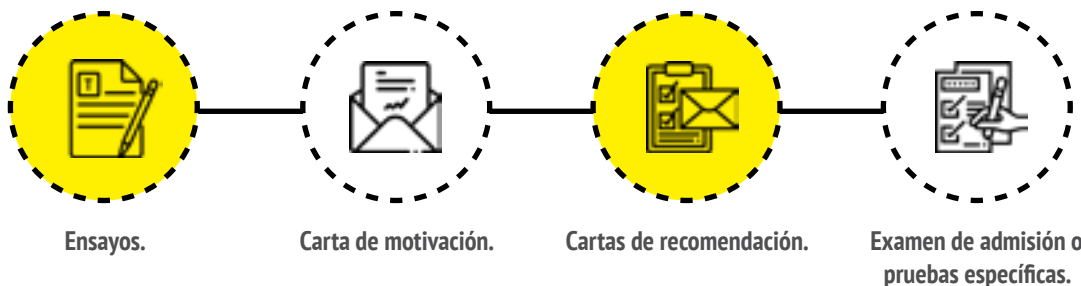 Ensayos.
Carta de motivación.
Cartas de recomendación.
Examen de admisión o
pruebas específicas.